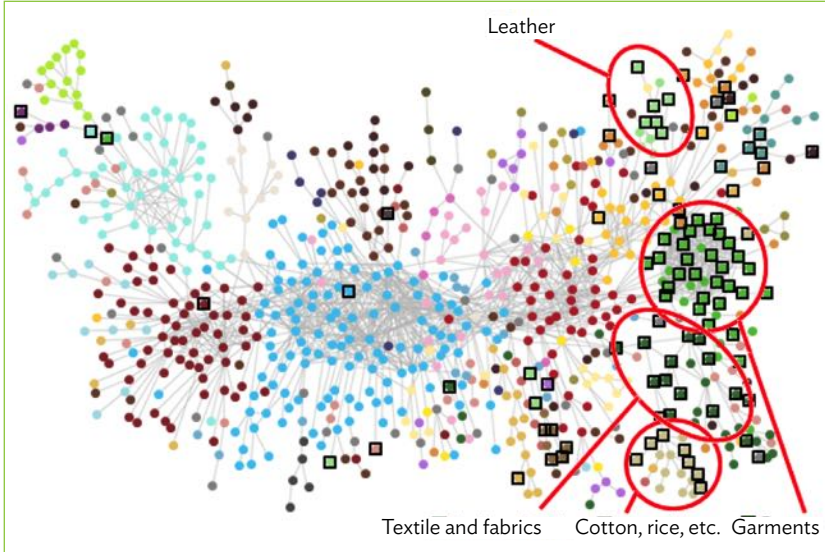 Leather
Textile and fabrics
Cotton, rice, etc.
Garments